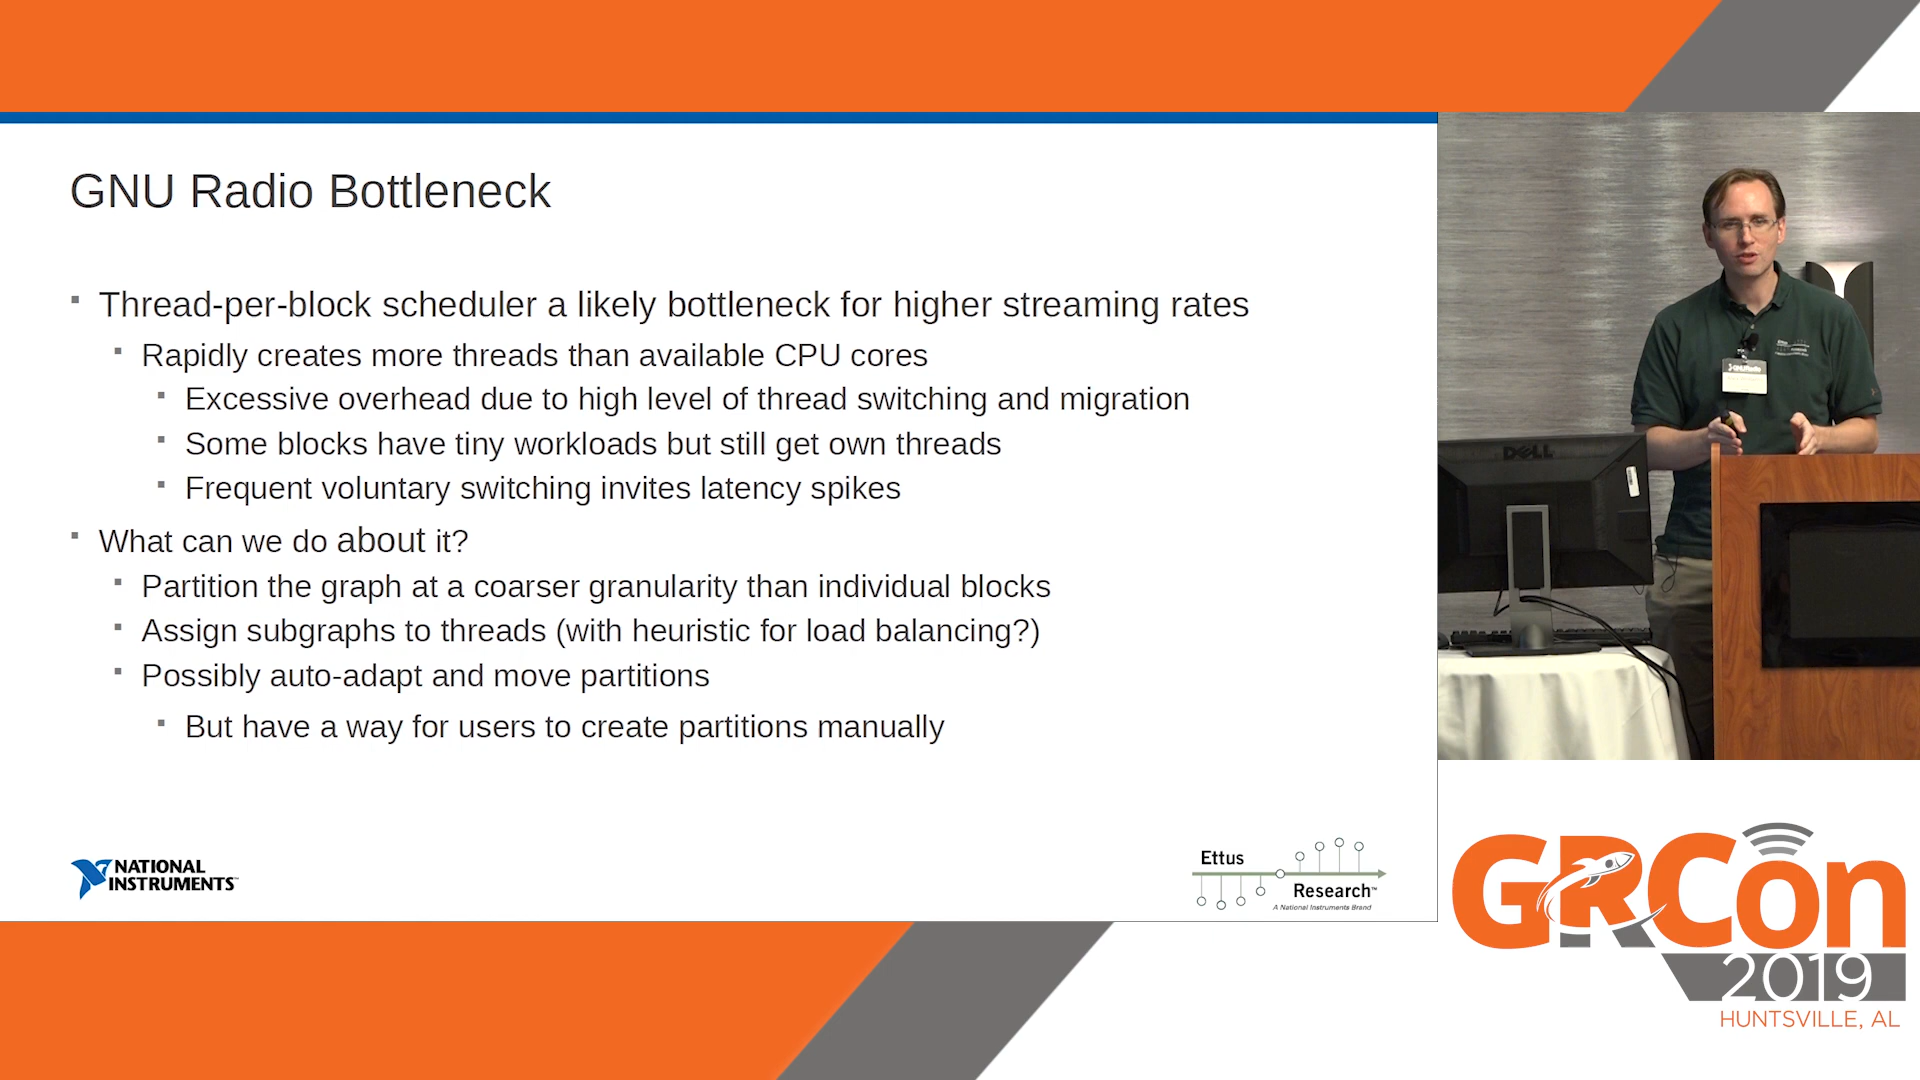 GNU Radio Bottleneck
Thread-per-block scheduler a likely bottleneck for higher streaming rates
Rapidly creates more threads than available CPU cores
Excessive overhead due to high level of thread switching and migration
Some blocks have tiny workloads but still get own threads
Frequent voluntary switching invites latency spikes
What can we do about it?
Partition the graph at a coarser granularity than individual blocks
Assign subgraphs to threads (with heuristic for load balancing?)
Possibly auto-adapt and move partitions
But have a way for users to create partitions manually
NATIONAL
INSTRUMENTS™
Ettus
Research™
A National Instruments Brand
DELL
GRCon
2019
HUNTSVILLE, AL